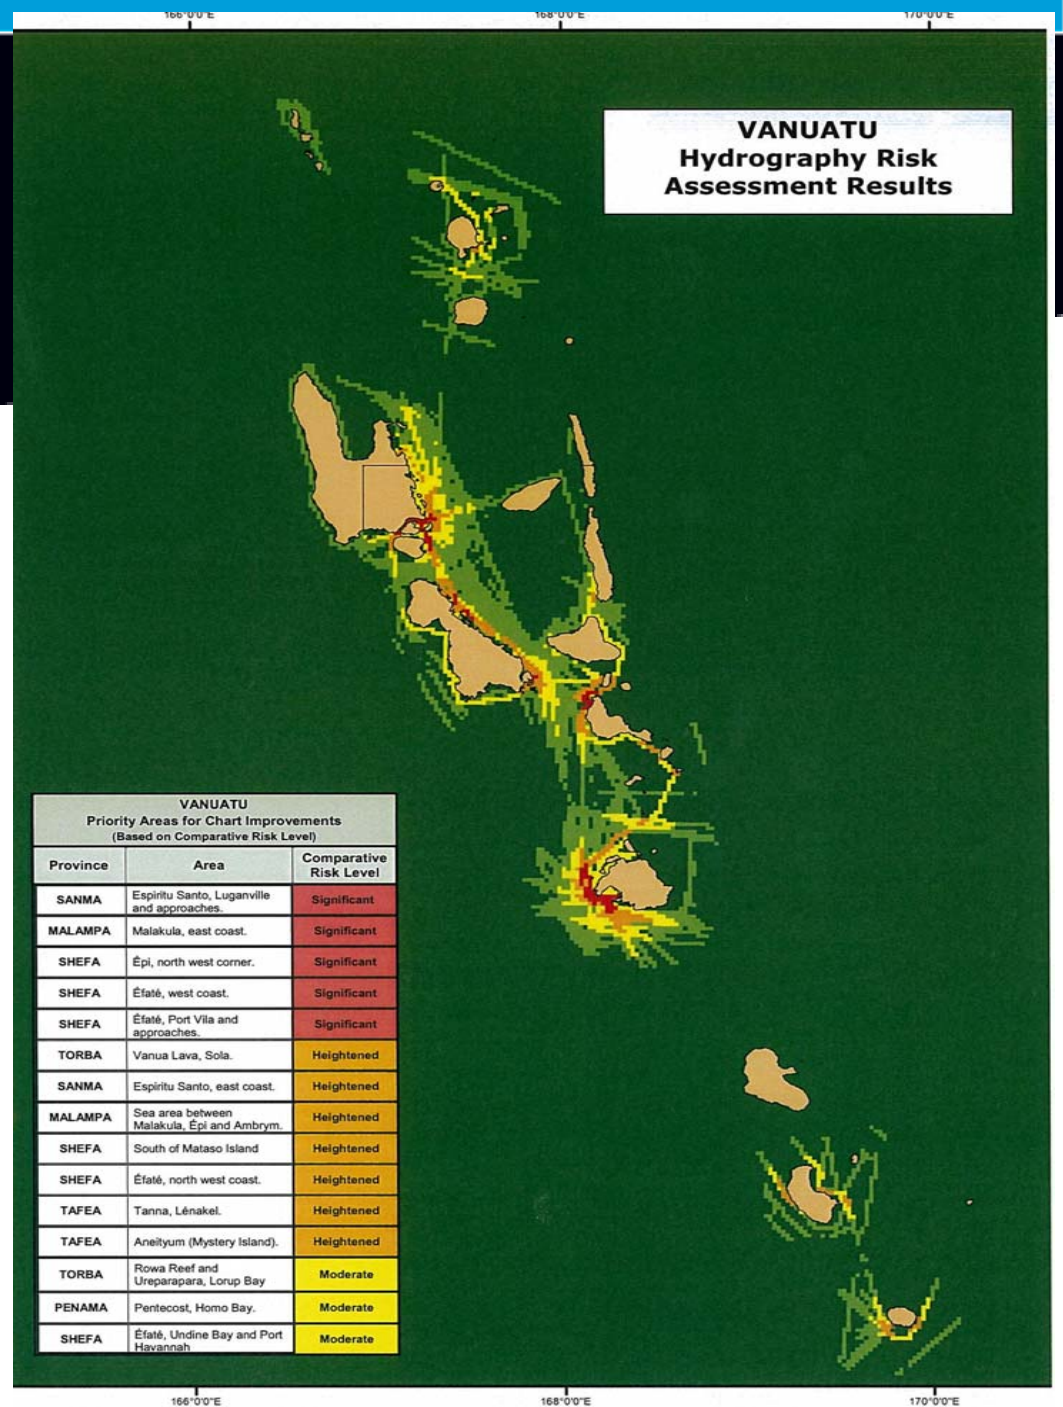 166°0'0"E 168°0'0"E 170°0'0"E
VANUATU
Hydrography Risk
Assessment Results
VANUATU
Priority Areas for Chart Improvements
(Based on Comparative Risk Level)
Province Area Comparative
Risk Level
SANMA Espiritu Santo, Luganville
and approaches. Significant
MALAMPA Malakula, east coast. Significant
SHEFA Épi, north west corner. Significant
SHEFA Éfaté, west coast. Significant
SHEFA Éfaté, Port Vila and
approaches. Significant
TORBA Vanua Lava, Sola. Heightened
SANMA Espiritu Santo, east coast. Heightened
MALAMPA Sea area between
Malakula, Épi and Ambrym. Heightened
SHEFA South of Mataso Island Heightened
SHEFA Éfaté, north west coast. Heightened
TAFEA Tanna, Lénakel. Heightened
TAFEA Aneityum (Mystery Island). Heightened
TORBA Rowa Reef and
Ureparapara, Lorup Bay Moderate
PENAMA Pentecost, Homo Bay. Moderate
SHEFA Éfaté, Undine Bay and Port
Havannah Moderate
166°0'0"E 168°0'0"E 170°0'0"E